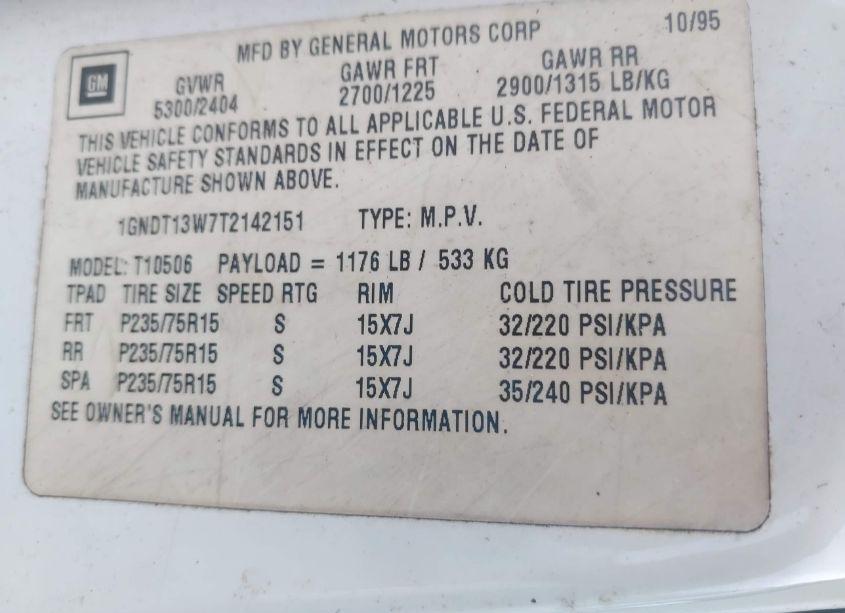 MFD BY GENERAL MOTORS CORP 10/95
GM
GVWR GAWR FRT GAWR RR
5300/2404 2700/1225 2900/1315 LB/KG
THIS VEHICLE CONFORMS TO ALL APPLICABLE U.S. FEDERAL MOTOR
VEHICLE SAFETY STANDARDS IN EFFECT ON THE DATE OF
MANUFACTURE SHOWN ABOVE.
1GNDT13W7T2142151 TYPE: M.P.V.
MODEL: T10506 PAYLOAD = 1176 LB / 533 KG
TPAD TIRE SIZE SPEED RTG RIM COLD TIRE PRESSURE
FRT P235/75R15 S 15X7J 32/220 PSI/KPA
RR P235/75R15 S 15X7J 32/220 PSI/KPA
SPA P235/75R15 S 15X7J 35/240 PSI/KPA
SEE OWNER'S MANUAL FOR MORE INFORMATION.